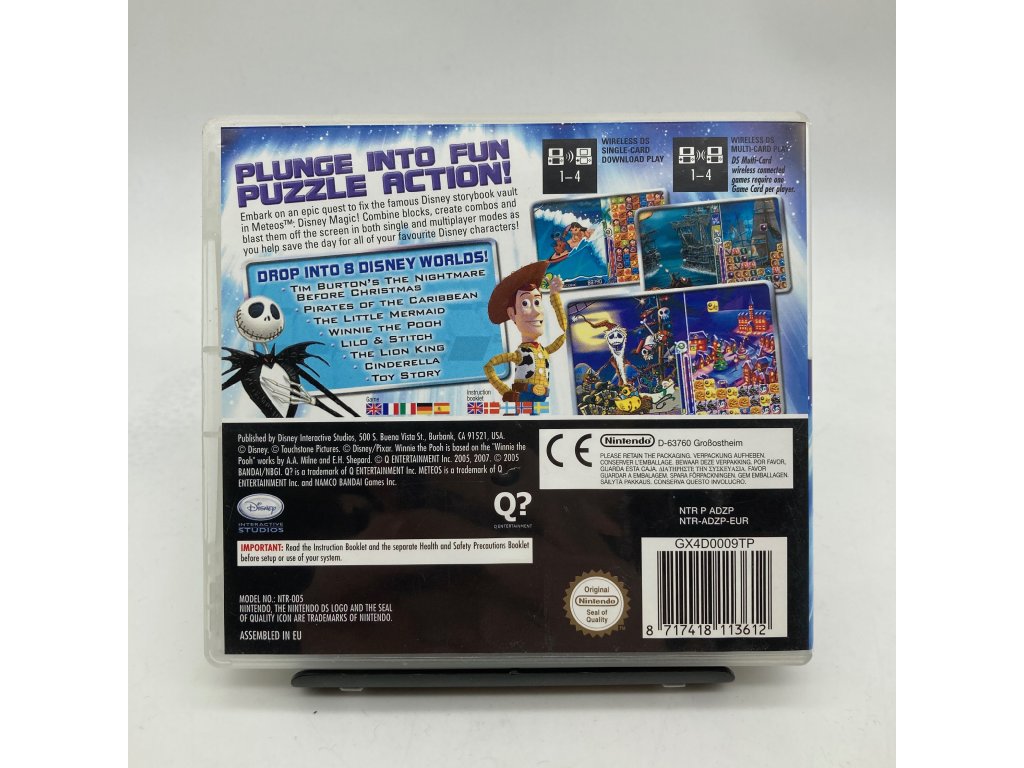 PLUNGE INTO FUN
PUZZLE ACTION!
Embark on an epic quest to fix the famous Disney storybook vault
in Meteos™: Disney Magic! Combine blocks, create combos and
blast them off the screen in both single and multiplayer modes as
you help save the day for all of your favourite Disney characters!
WIRELESS DS
SINGLE-CARD
DOWNLOAD PLAY
1–4
WIRELESS DS
MULTI-CARD PLA
DS Multi-Card
wireless connected
games require one
Game Card per player.
1–4
DROP INTO 8 DISNEY WORLDS!
- TIM BURTON'S THE NIGHTMARE
BEFORE CHRISTMAS
- PIRATES OF THE CARIBBEAN
- THE LITTLE MERMAID
- WINNIE THE POOH
- LILO & STITCH
- THE LION KING
- CINDERELLA
- TOY STORY
Game
Instruction
booklet
Published by Disney Interactive Studios, 500 S. Buena Vista St., Burbank, CA 91521, USA.
© Disney. © Touchstone Pictures. © Disney/Pixar. Winnie the Pooh is based on the "Winnie the
Pooh" works by A.A. Milne and E.H. Shepard. © Q ENTERTAINMENT Inc. 2005, 2007. © 2005
BANDAI/NBGI. Q? is a trademark of Q ENTERTAINMENT Inc. METEOS is a trademark of Q
ENTERTAINMENT Inc. and NAMCO BANDAI Games Inc.
CE
Nintendo
D-63760 Großostheim
PLEASE RETAIN THE PACKAGING. VERPACKUNG AUFHEBEN.
CONSERVER L'EMBALLAGE. BEWAAR DEZE VERPAKKING. POR FAVOR,
GUARDA ESTA CAJA. ΔΙΑΤΗΡΗΣΤΕ ΤΗΝ ΣΥΣΚΕΥΑΣΙΑ. FAVOR
GUARDAR A EMBALAGEM. SPARA FÖRPACKNINGEN. GEM EMBALLAGEN.
SÄILYTÄ PAKKAUS. CONSERVA QUESTO INVOLUCRO.
Disney
INTERACTIVE
STUDIOS
Q?
Q ENTERTAINMENT
NTR P ADZP
NTR-ADZP-EUR
IMPORTANT: Read the Instruction Booklet and the separate Health and Safety Precautions Booklet
before setup or use of your system.
GX4D0009TP
MODEL NO.: NTR-005
NINTENDO, THE NINTENDO DS LOGO AND THE SEAL
OF QUALITY ICON ARE TRADEMARKS OF NINTENDO.
ASSEMBLED IN EU
Original
Nintendo
Seal of
Quality
TM
8 717418 113612